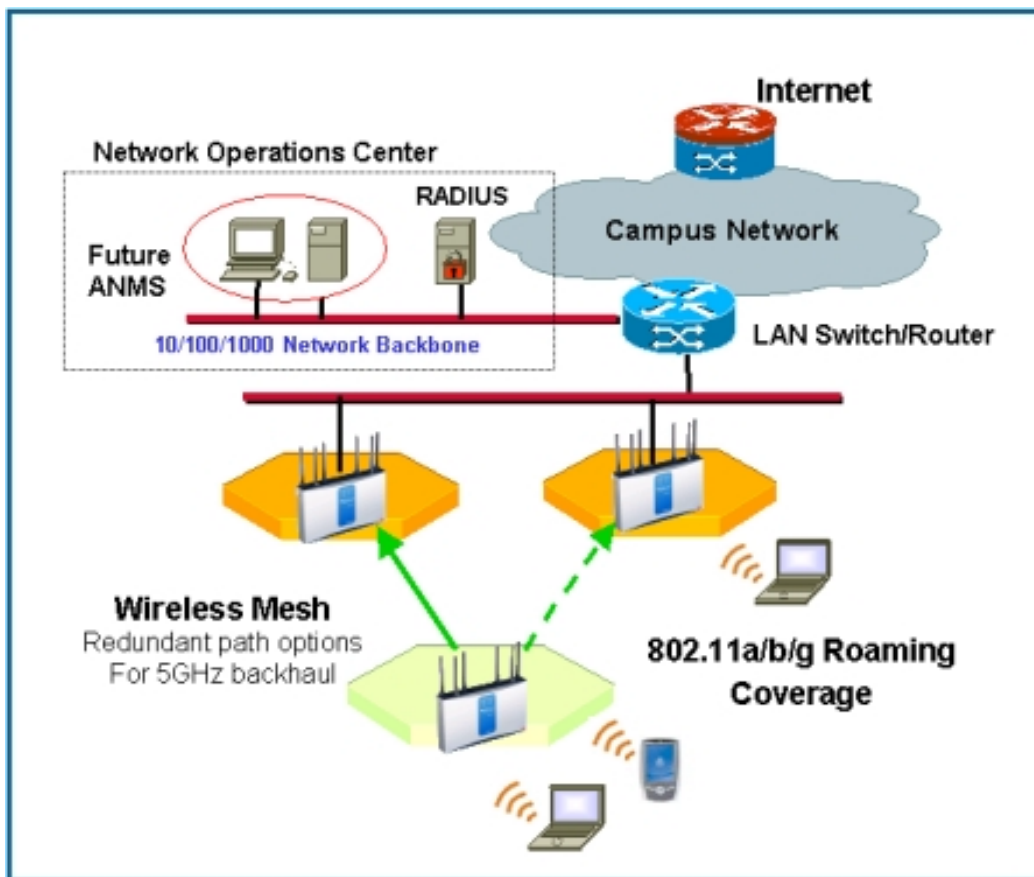 Internet
Network Operations Center
RADIUS
Campus Network
Future
ANMS
LAN Switch/Router
10/100/1000 Network Backbone
Wireless Mesh
Redundant path options
For 5GHz backhaul
802.11a/b/g Roaming
Coverage